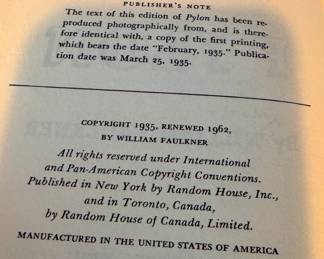 PUBLISHER'S NOTE
The text of this edition of Pylon has been re-
produced photographically from, and is there-
fore identical with, a copy of the first printing,
which bears the date "February, 1935." Publica-
tion date was March 25, 1935.
COPYRIGHT 1935, RENEWED 1962,
BY WILLIAM FAULKNER
All rights reserved under International
and Pan-American Copyright Conventions.
Published in New York by Random House, Inc.,
and in Toronto, Canada,
by Random House of Canada, Limited.
MANUFACTURED IN THE UNITED STATES OF AMERICA